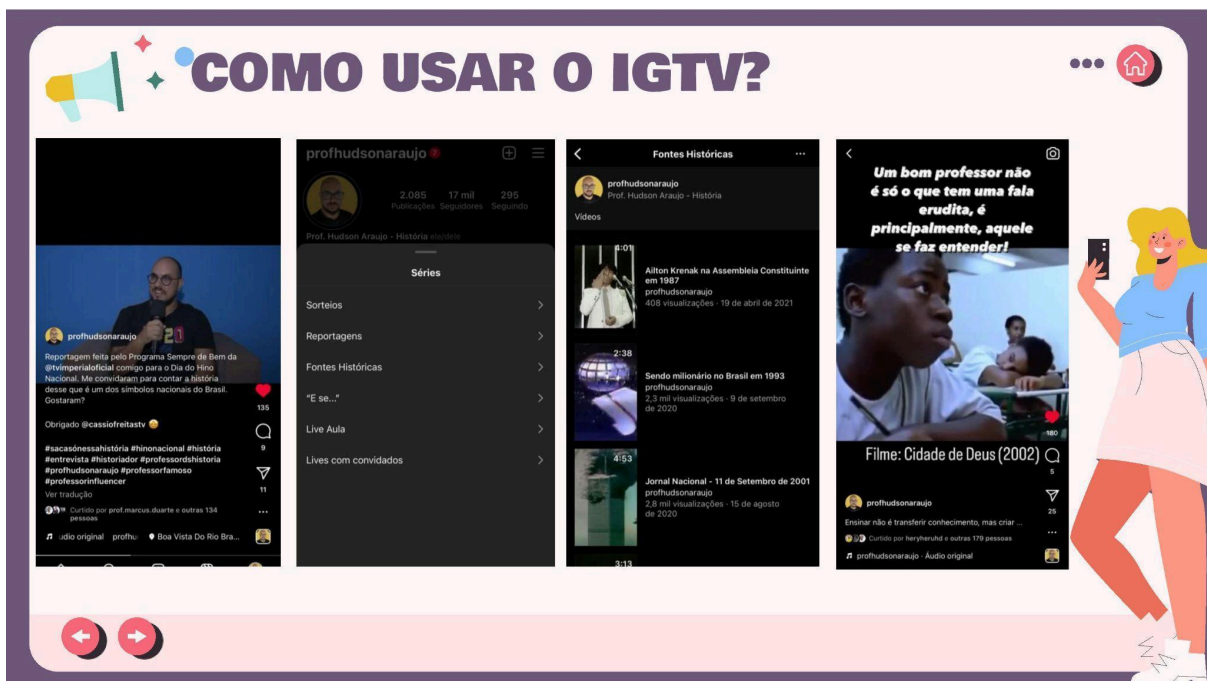 COMO USAR O IGTV?
profhudsonaraujo
Reportagem feita pelo Programa Sempre de Bem da
@tvimperialoficial comigo para o Dia do Hino
Nacional. Me convidaram para contar a história
desse que é um dos símbolos nacionais do Brasil.
Gostaram?
Obrigado @cassiofreitastv
#sacasónessahistória #hinonacional #história
#entrevista #historiador #professordshistoria
#profhudsonaraujo #professorfamoso
#professorinfluencer
Ver tradução
Curtido por prof.marcus.duarte e outras 134
pessoas
udio original profhu Boa Vista Do Rio Bra...
135
9
11
profhudsonaraujo
2.085 17 mil 295
Publicações Seguidores Seguindo
Prof. Hudson Araujo - História
Séries
Sorteios
Reportagens
Fontes Históricas
"E se..."
Live Aula
Lives com convidados
Fontes Históricas
profhudsonaraujo
Prof. Hudson Araujo - História
Vídeos
4:01
Ailton Krenak na Assembleia Constituinte
em 1987
profhudsonaraujo
408 visualizações · 19 de abril de 2021
2:38
Sendo milionário no Brasil em 1993
profhudsonaraujo
2,3 mil visualizações · 9 de setembro
de 2020
4:53
Jornal Nacional - 11 de Setembro de 2001
profhudsonaraujo
2,8 mil visualizações · 15 de agosto
de 2020
3:13
Um bom professor não
é só o que tem uma fala
erudita, é
principalmente, aquele
se faz entender!
180
Filme: Cidade de Deus (2002)
5
25
profhudsonaraujo
Ensinar não é transferir conhecimento, mas criar ...
Curtido por heryheruhd e outras 179 pessoas
profhudsonaraujo · Áudio original